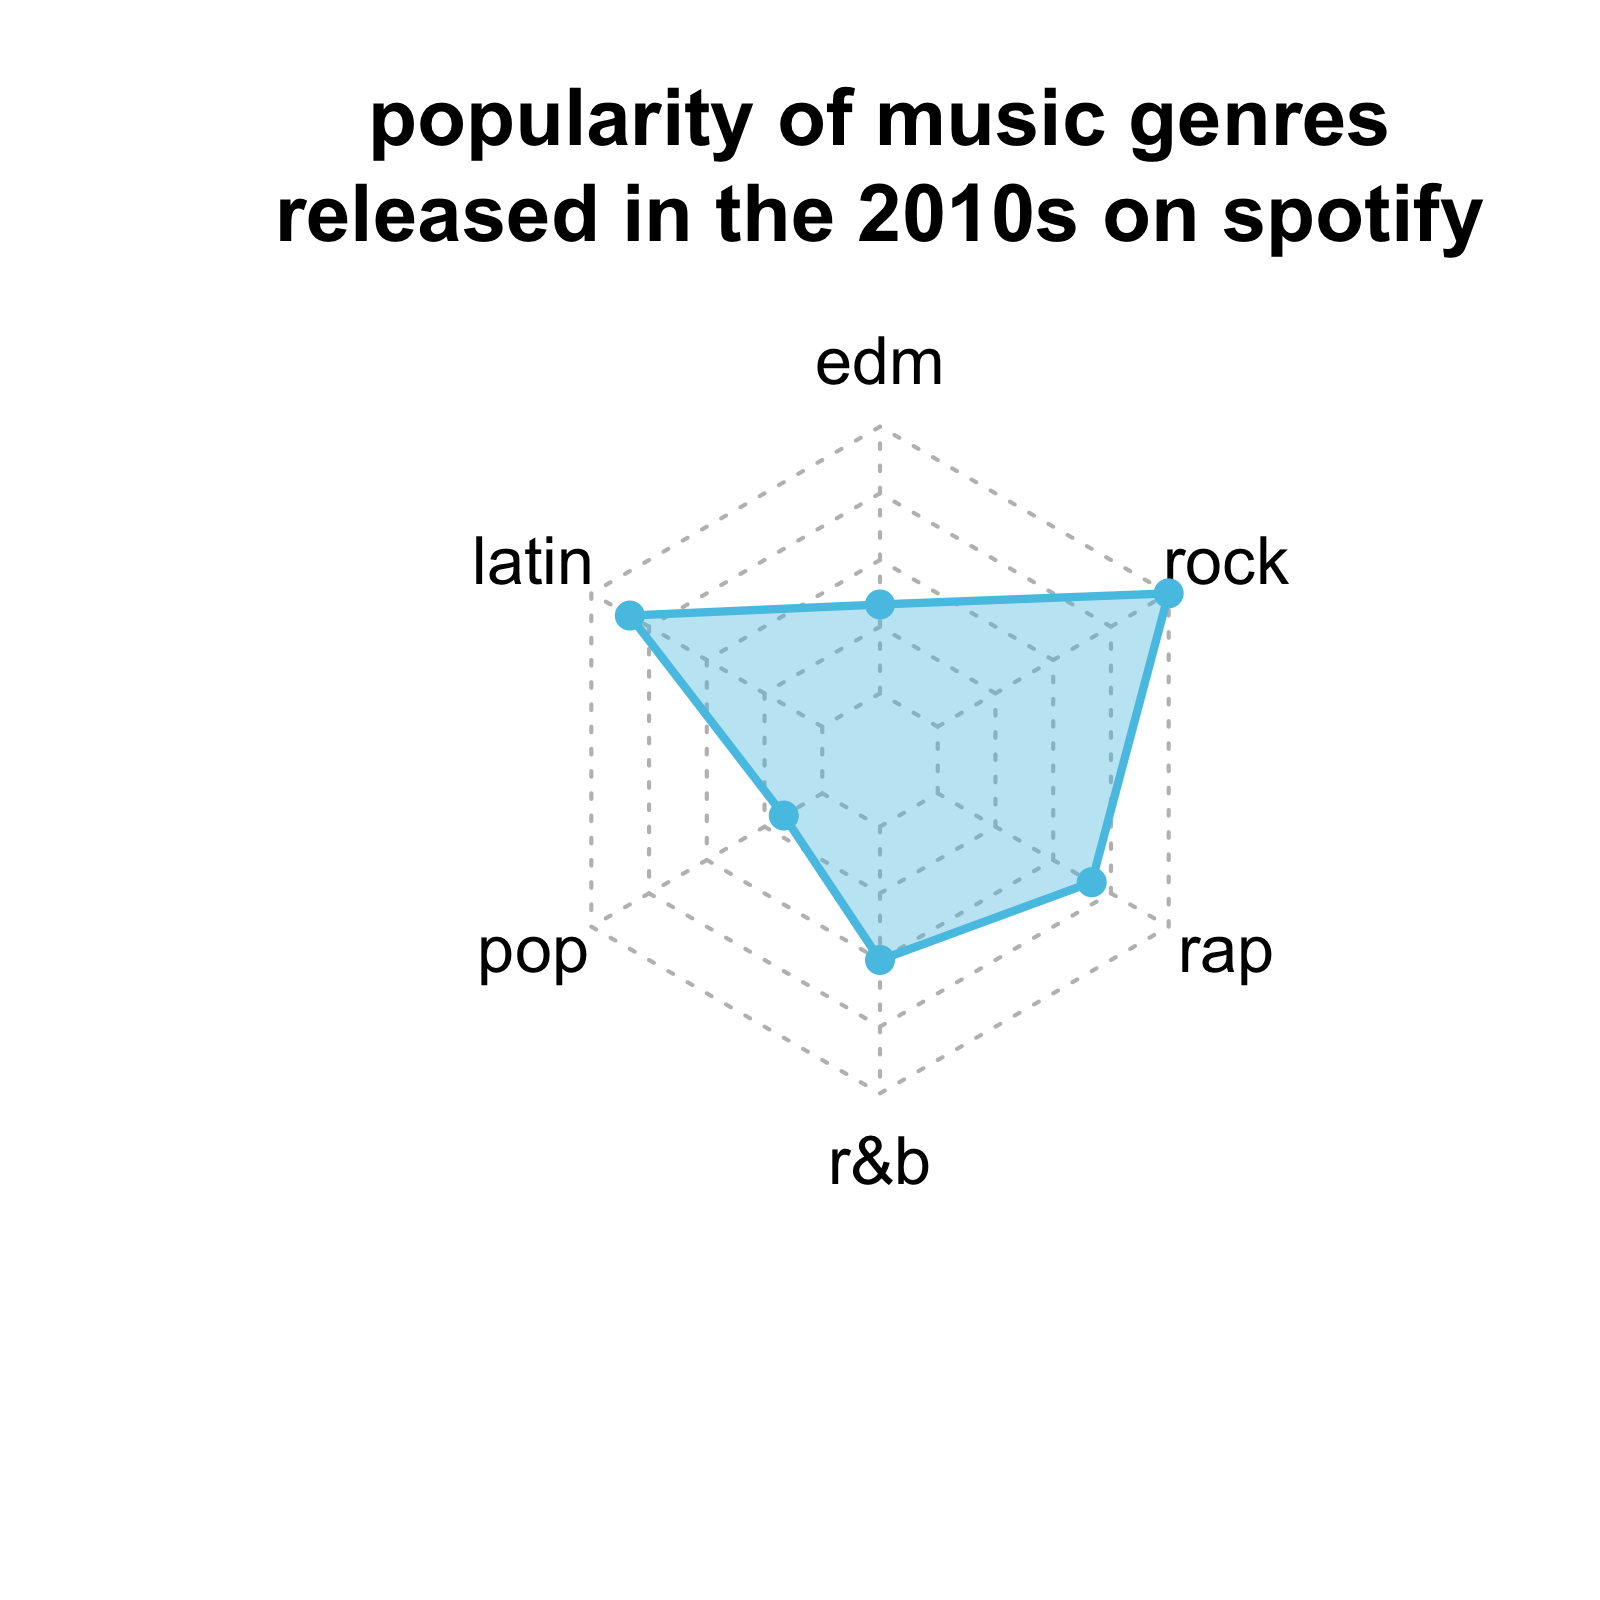 popularity of music genres
released in the 2010s on spotify
edm
latin
rock
pop
rap
r&b